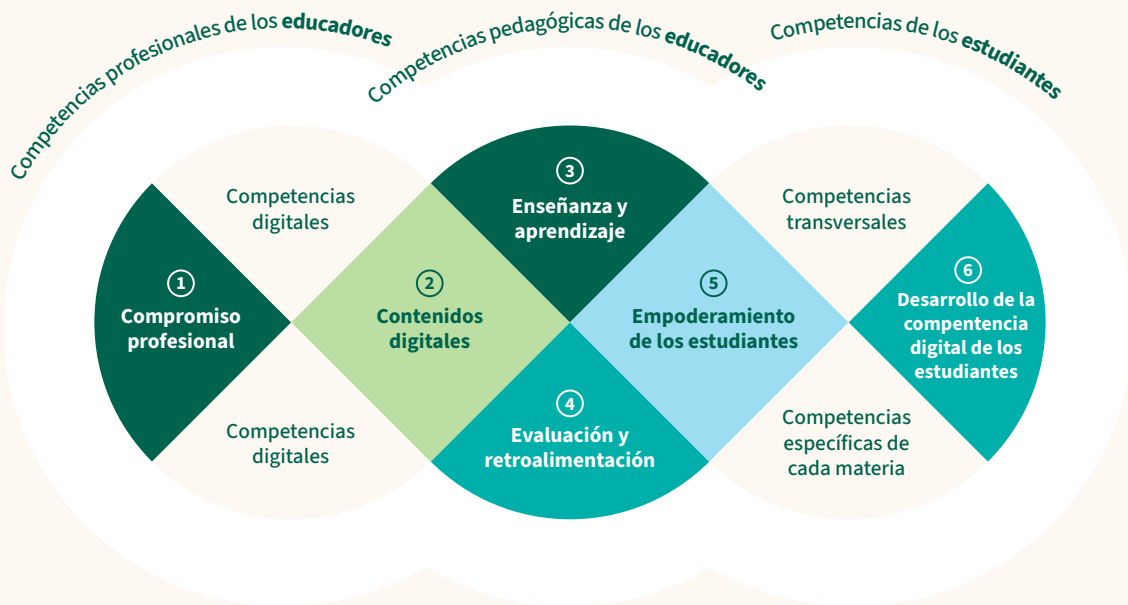 Competencias profesionales de los educadores
Competencias pedagógicas de los educadores
Competencias de los estudiantes
Competencias
digitales
1
Compromiso
profesional
Competencias
digitales
2
Contenidos
digitales
3
Enseñanza y
aprendizaje
4
Evaluación y
retroalimentación
5
Empoderamiento
de los estudiantes
Competencias
transversales
6
Desarrollo de la
compentencia
digital de los
estudiantes
Competencias
específicas de
cada materia